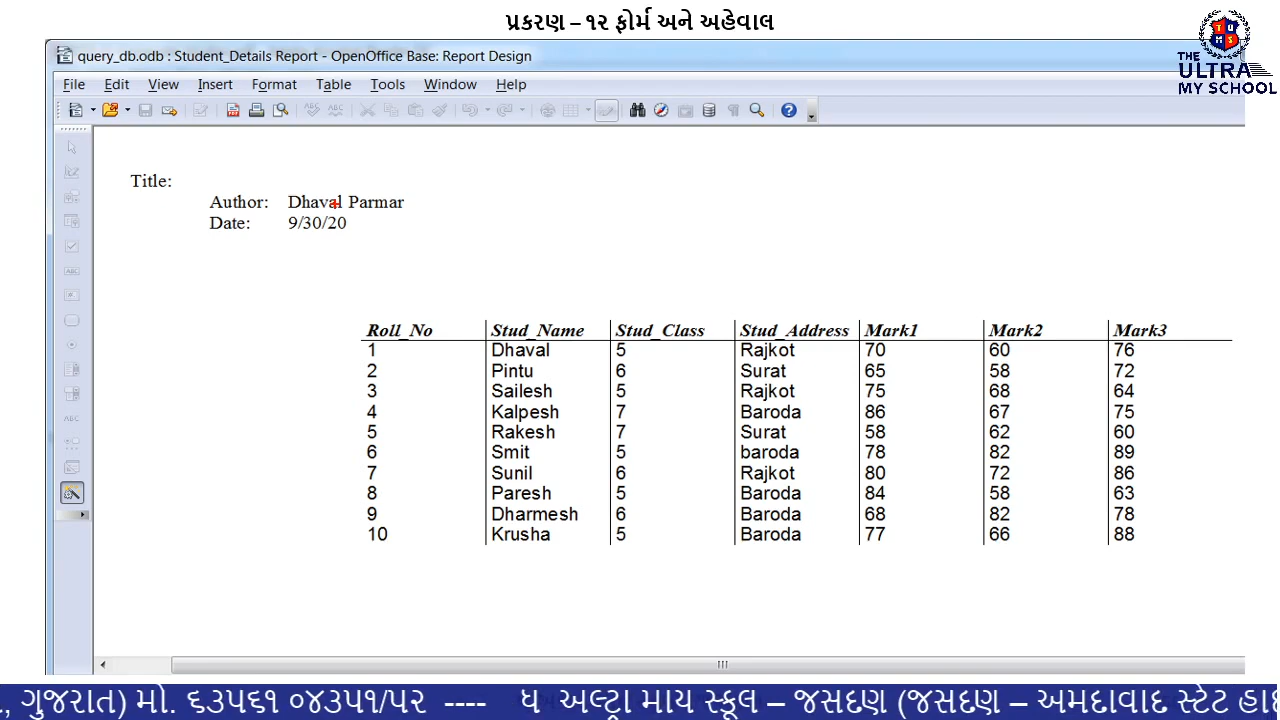 પ્રકરણ – ૧૨ ફોર્મ અને અહેવાલ
TUMS
THE
ULTRA
MY SCHOOL
query_db.odb : Student_Details Report - OpenOffice Base: Report Design
File Edit View Insert Format Table Tools Window Help
Title:
Author: Dhaval Parmar
Date: 9/30/20
Roll_No Stud_Name Stud_Class Stud_Address Mark1 Mark2 Mark3
1 Dhaval 5 Rajkot 70 60 76
2 Pintu 6 Surat 65 58 72
3 Sailesh 5 Rajkot 75 68 64
4 Kalpesh 7 Baroda 86 67 75
5 Rakesh 7 Surat 58 62 60
6 Smit 5 baroda 78 82 89
7 Sunil 6 Rajkot 80 72 86
8 Paresh 5 Baroda 84 58 63
9 Dharmesh 6 Baroda 68 82 78
10 Krusha 5 Baroda 77 66 88
., ગુજરાત) મો. ૬૩૫૬૧ ૦૪૩૫૧/૫૨ ---- ધ અલ્ટ્રા માય સ્કૂલ – જસદણ (જસદણ – અમદાવાદ સ્ટેટ હાઇ